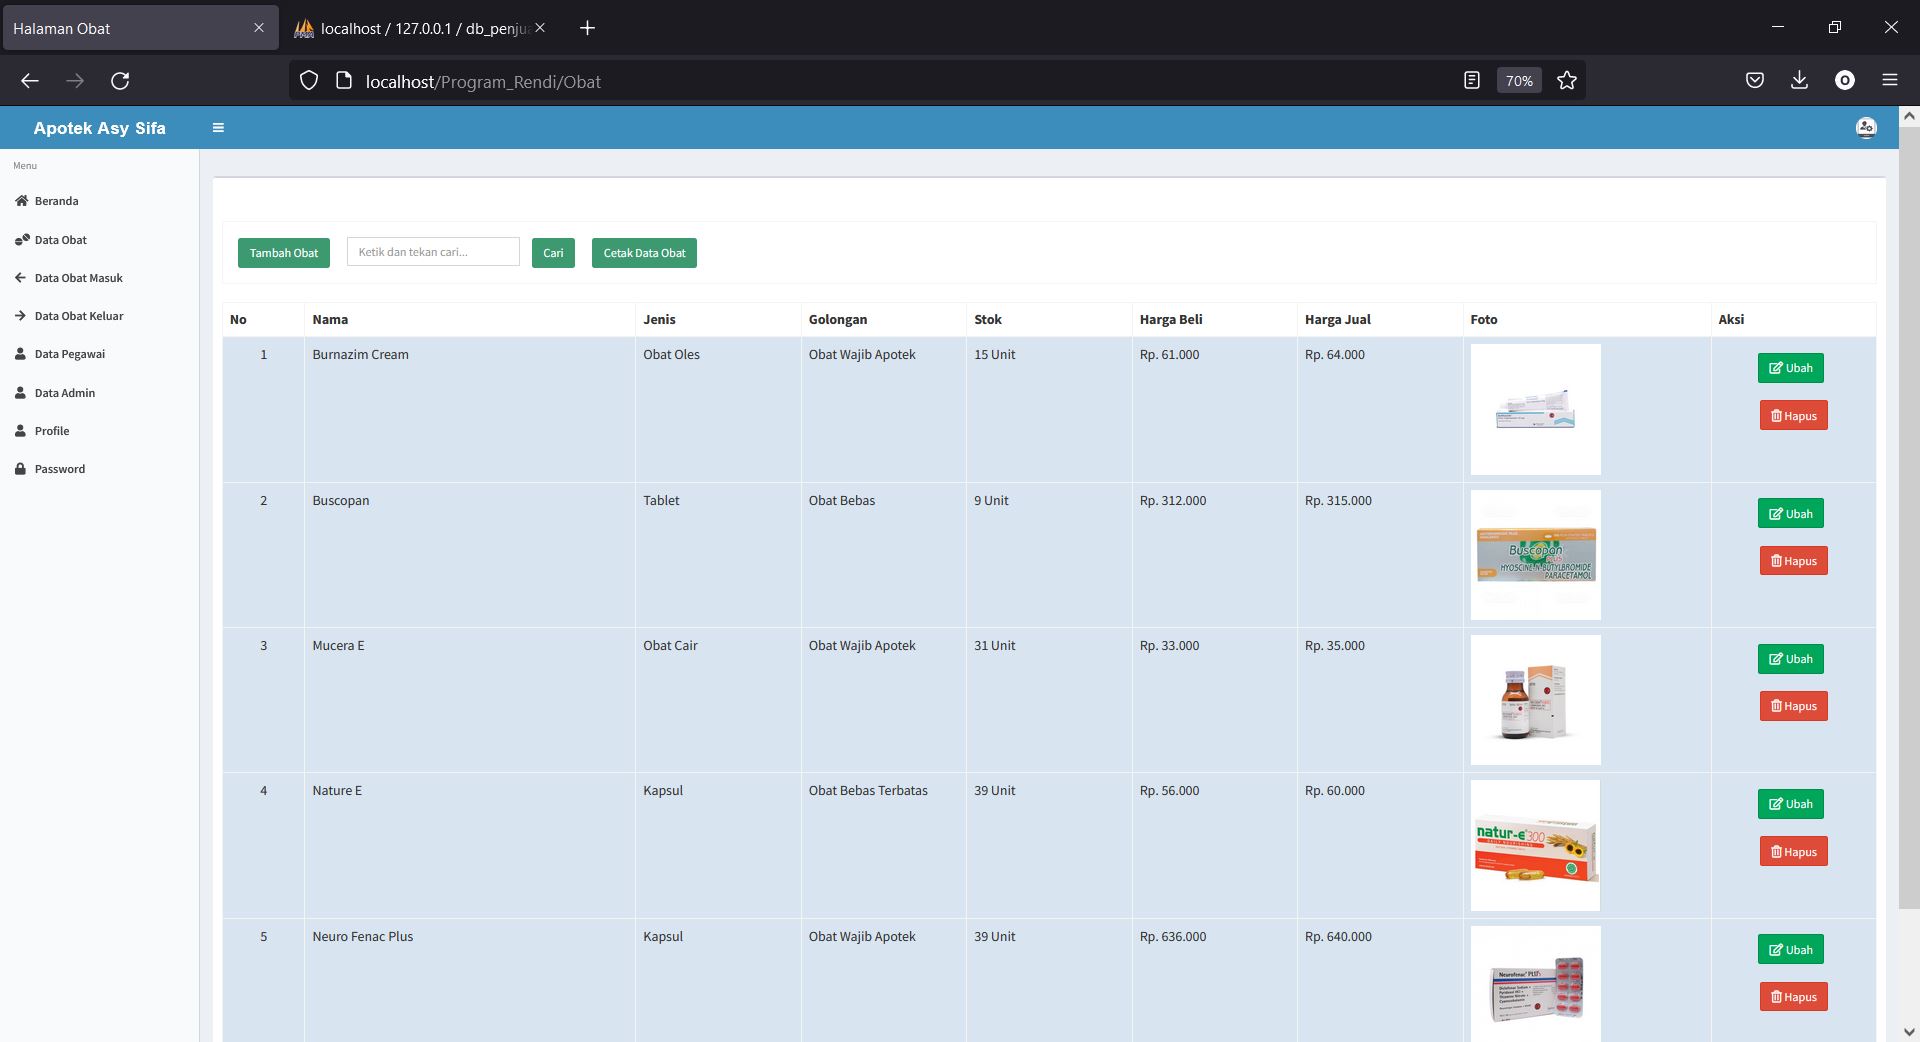 Halaman Obat
localhost / 127.0.0.1 / db_penju
localhost/Program_Rendi/Obat
70%
Apotek Asy Sifa
Menu
Beranda
Data Obat
Data Obat Masuk
Data Obat Keluar
Data Pegawai
Data Admin
Profile
Password
Tambah Obat
Ketik dan tekan cari...
Cari
Cetak Data Obat
No Nama Jenis Golongan Stok Harga Beli Harga Jual Foto Aksi
1 Burnazim Cream Obat Oles Obat Wajib Apotek 15 Unit Rp. 61.000 Rp. 64.000
Ubah
Hapus
2 Buscopan Tablet Obat Bebas 9 Unit Rp. 312.000 Rp. 315.000
Buscopan
plus
HYOSCINE-N-BUTYLBROMIDE
PARACETAMOL
Ubah
Hapus
3 Mucera E Obat Cair Obat Wajib Apotek 31 Unit Rp. 33.000 Rp. 35.000
Ubah
Hapus
4 Nature E Kapsul Obat Bebas Terbatas 39 Unit Rp. 56.000 Rp. 60.000
natur-e 300
DAILY NOURISHING
Ubah
Hapus
5 Neuro Fenac Plus Kapsul Obat Wajib Apotek 39 Unit Rp. 636.000 Rp. 640.000
Neurofenac PLUS
Ubah
Hapus